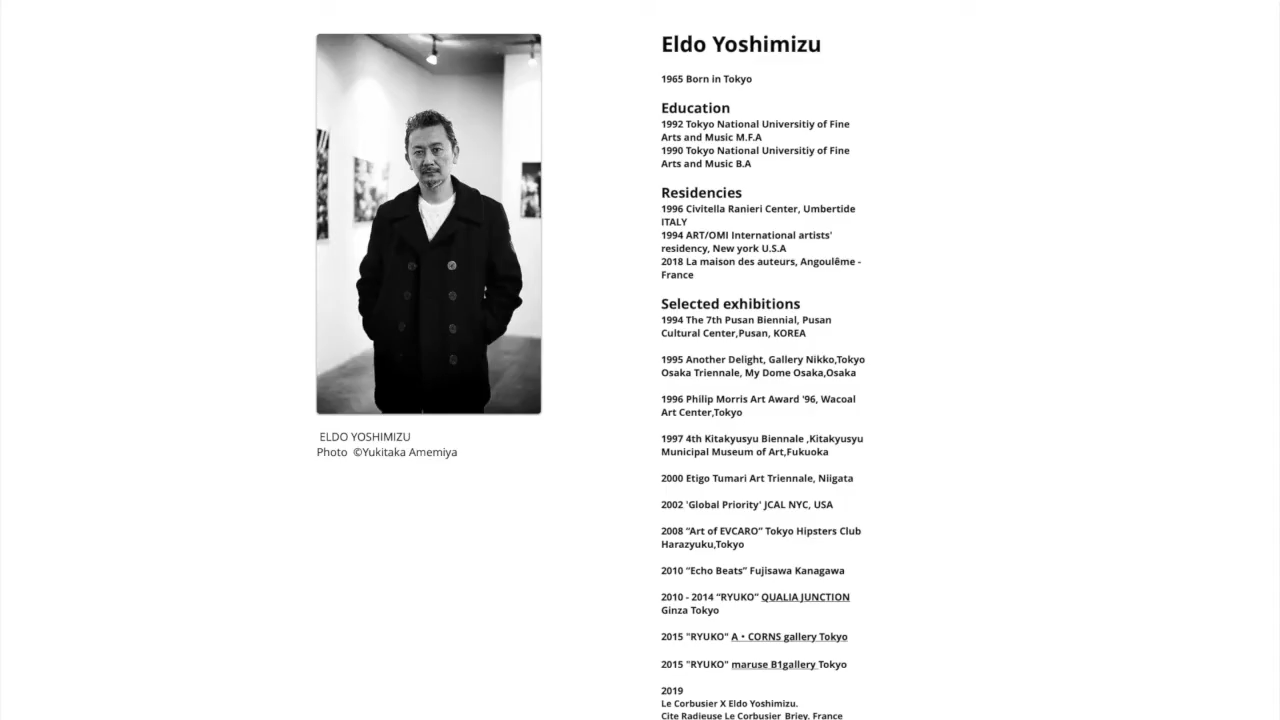 ELDO YOSHIMIZU
Photo ©Yukitaka Amemiya
Eldo Yoshimizu
1965 Born in Tokyo
Education
1992 Tokyo National Universitiy of Fine
Arts and Music M.F.A
1990 Tokyo National Universitiy of Fine
Arts and Music B.A
Residencies
1996 Civitella Ranieri Center, Umbertide
ITALY
1994 ART/OMI International artists'
residency, New york U.S.A
2018 La maison des auteurs, Angoulême -
France
Selected exhibitions
1994 The 7th Pusan Biennial, Pusan
Cultural Center,Pusan, KOREA
1995 Another Delight, Gallery Nikko,Tokyo
Osaka Triennale, My Dome Osaka,Osaka
1996 Philip Morris Art Award '96, Wacoal
Art Center,Tokyo
1997 4th Kitakyusyu Biennale ,Kitakyusyu
Municipal Museum of Art,Fukuoka
2000 Etigo Tumari Art Triennale, Niigata
2002 'Global Priority' JCAL NYC, USA
2008 “Art of EVCARO” Tokyo Hipsters Club
Harazyuku,Tokyo
2010 “Echo Beats” Fujisawa Kanagawa
2010 - 2014 “RYUKO” QUALIA JUNCTION
Ginza Tokyo
2015 "RYUKO" A・CORNS gallery Tokyo
2015 "RYUKO" maruse B1gallery Tokyo
2019
Le Corbusier X Eldo Yoshimizu.
Cite Radieuse Le Corbusier Briey. France